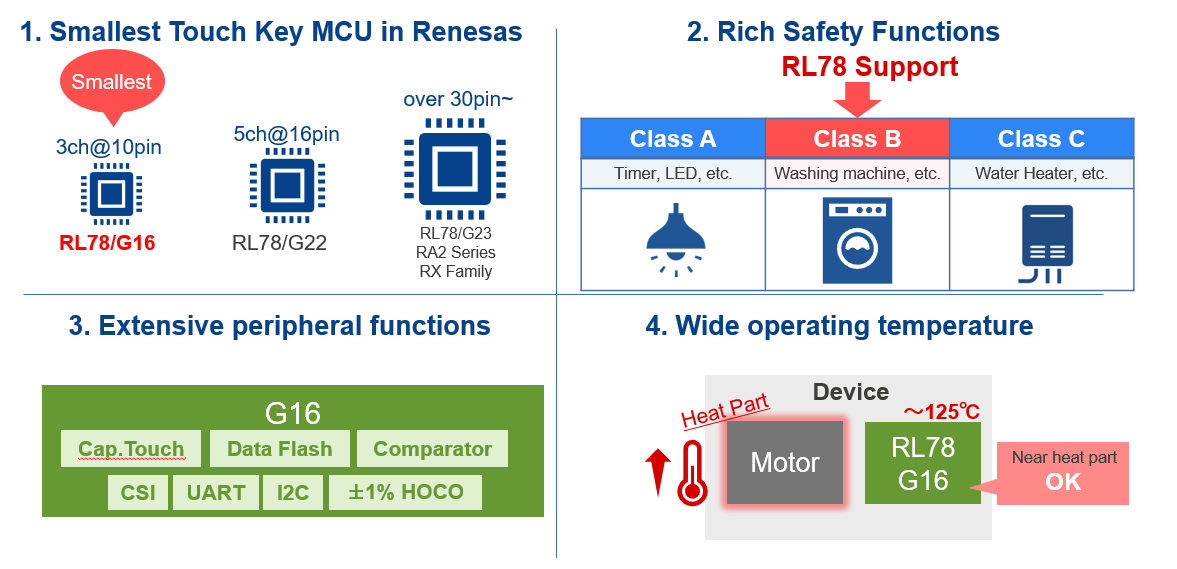 1. Smallest Touch Key MCU in Renesas
Smallest
3ch@10pin
RL78/G16
5ch@16pin
RL78/G22
over 30pin~
RL78/G23
RA2 Series
RX Family
2. Rich Safety Functions
RL78 Support
Class A
Class B
Class C
Timer, LED, etc.
Washing machine, etc.
Water Heater, etc.
3. Extensive peripheral functions
G16
Cap.Touch
Data Flash
Comparator
CSI
UART
I2C
±1% HOCO
4. Wide operating temperature
Device
Heat Part
～125℃
Motor
RL78
G16
Near heat part
OK